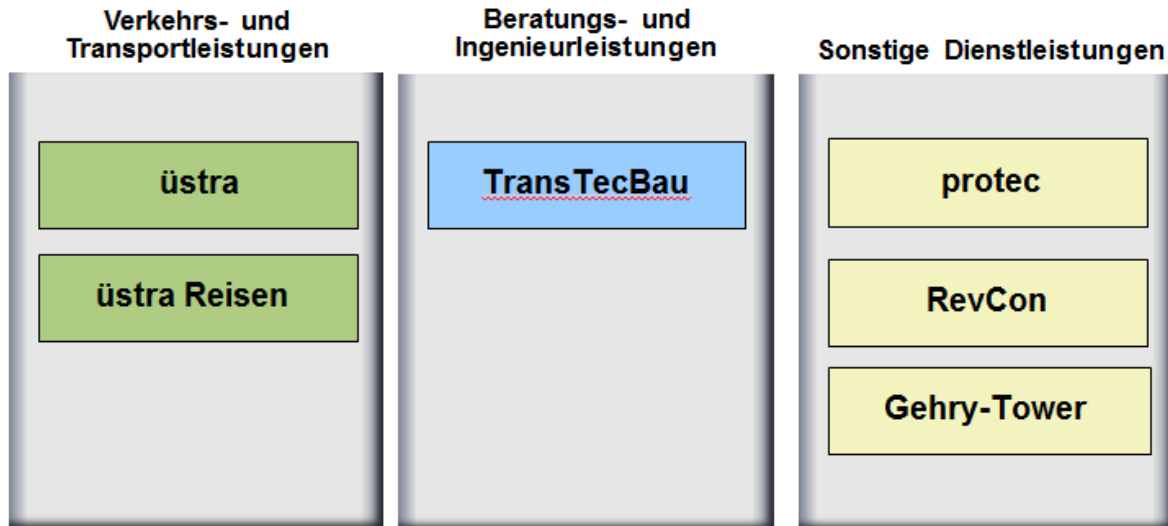 Verkehrs- und
Transportleistungen
üstra
üstra Reisen
Beratungs- und
Ingenieurleistungen
TransTecBau
Sonstige Dienstleistungen
protec
RevCon
Gehry-Tower